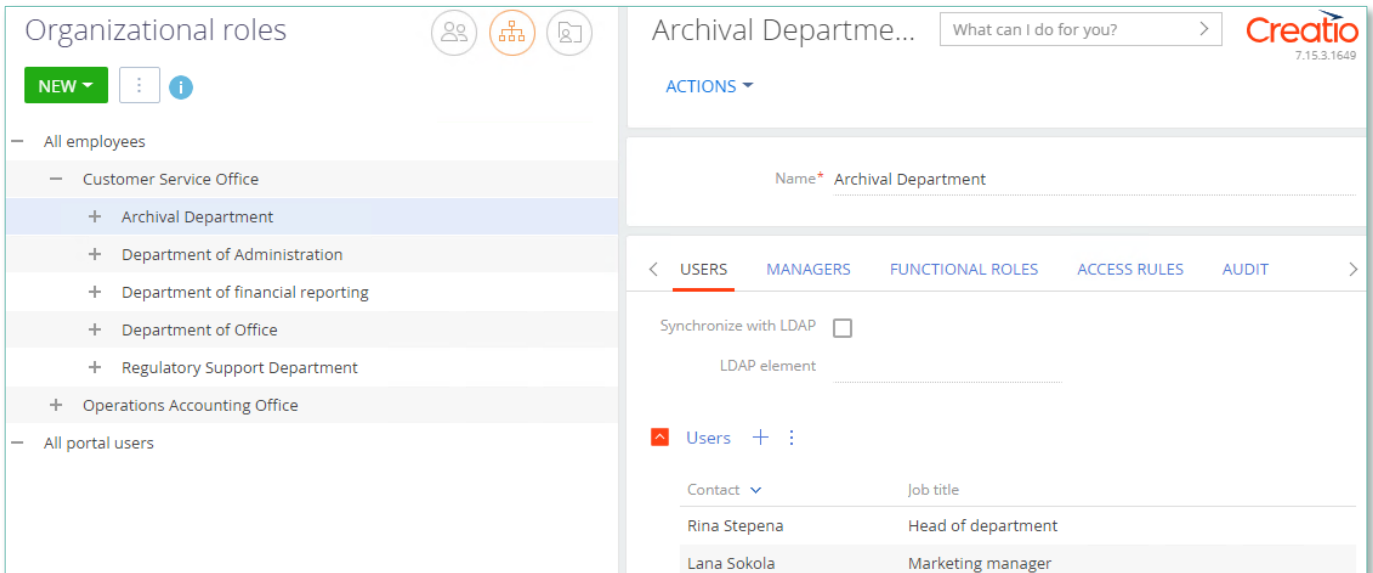 Organizational roles
NEW
All employees
Customer Service Office
Archival Department
Department of Administration
Department of financial reporting
Department of Office
Regulatory Support Department
Operations Accounting Office
All portal users
Archival Departme...
What can I do for you?
Creatio
7.15.3.1649
ACTIONS
Name* Archival Department
USERS MANAGERS FUNCTIONAL ROLES ACCESS RULES AUDIT
Synchronize with LDAP
LDAP element
Users
Contact Job title
Rina Stepena Head of department
Lana Sokola Marketing manager